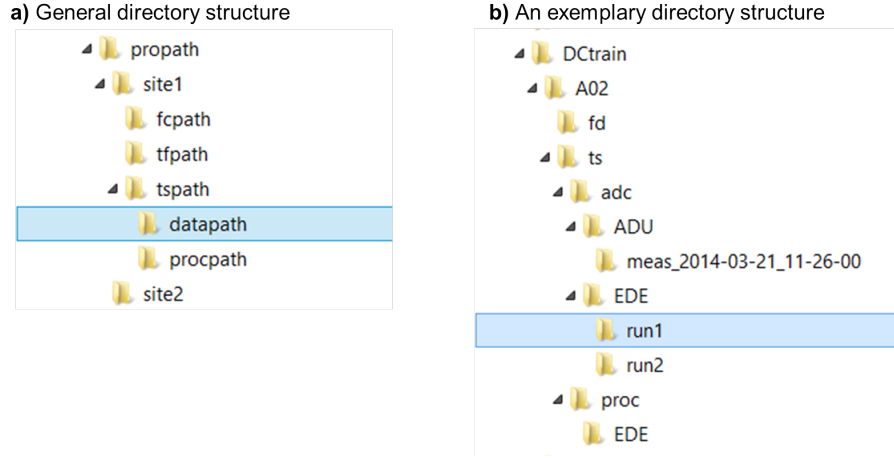 a) General directory structure
propath
site1
fcpath
tfpath
tspath
datapath
procpath
site2
b) An exemplary directory structure
DCtrain
A02
fd
ts
adc
ADU
meas_2014-03-21_11-26-00
EDE
run1
run2
proc
EDE